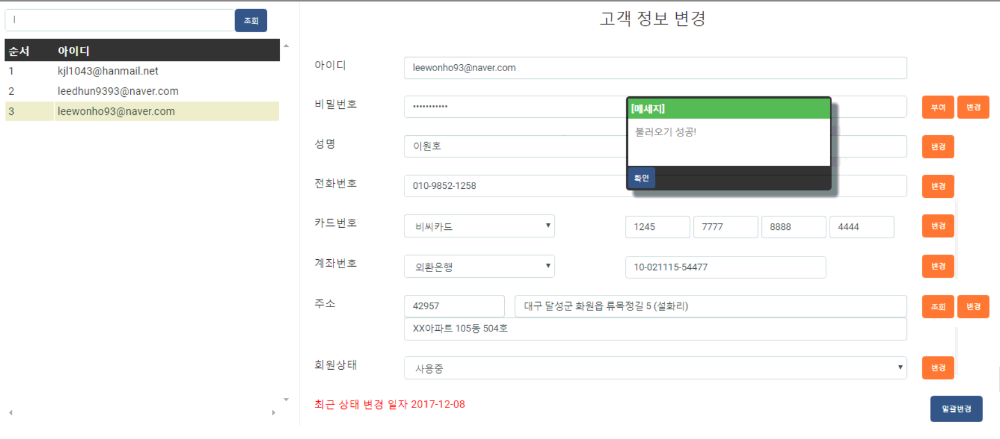 l 조회
순서 아이디
1 kjl1043@hanmail.net
2 leedhun9393@naver.com
3 leewonho93@naver.com
고객 정보 변경
아이디 leewonho93@naver.com
비밀번호 ••••••••••• 부여 변경
[메세지]
불러오기 성공!
확인
성명 이원호 변경
전화번호 010-9852-1258 변경
카드번호 비씨카드 1245 7777 8888 4444 변경
계좌번호 외환은행 10-021115-54477 변경
주소 42957 대구 달성군 화원읍 류목정길 5 (설화리) 조회 변경
XX아파트 105동 504호
회원상태 사용중 변경
최근 상태 변경 일자 2017-12-08
일괄변경